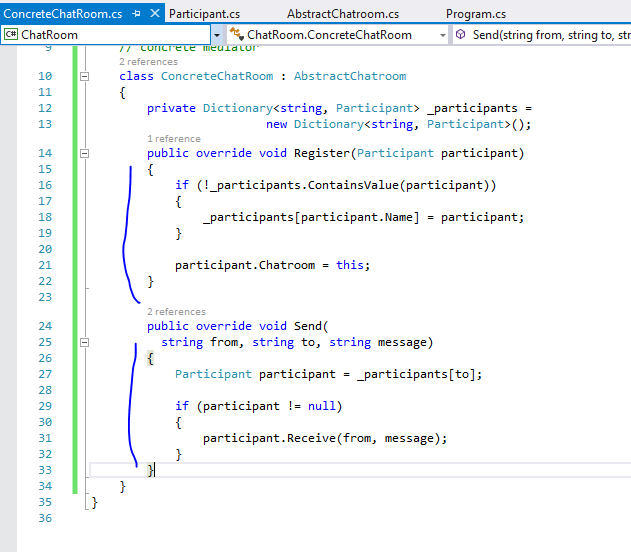 ConcreteChatRoom.cs Participant.cs AbstractChatroom.cs Program.cs
C# ChatRoom ChatRoom.ConcreteChatRoom Send(string from, string to, str
9 // concrete mediator
2 references
10 class ConcreteChatRoom : AbstractChatroom
11 {
12 private Dictionary<string, Participant> _participants =
13 new Dictionary<string, Participant>();
1 reference
14 public override void Register(Participant participant)
15 {
16 if (!_participants.ContainsValue(participant))
17 {
18 _participants[participant.Name] = participant;
19 }
20
21 participant.Chatroom = this;
22 }
23
2 references
24 public override void Send(
25 string from, string to, string message)
26 {
27 Participant participant = _participants[to];
28
29 if (participant != null)
30 {
31 participant.Receive(from, message);
32 }
33 }
34 }
35 }
36